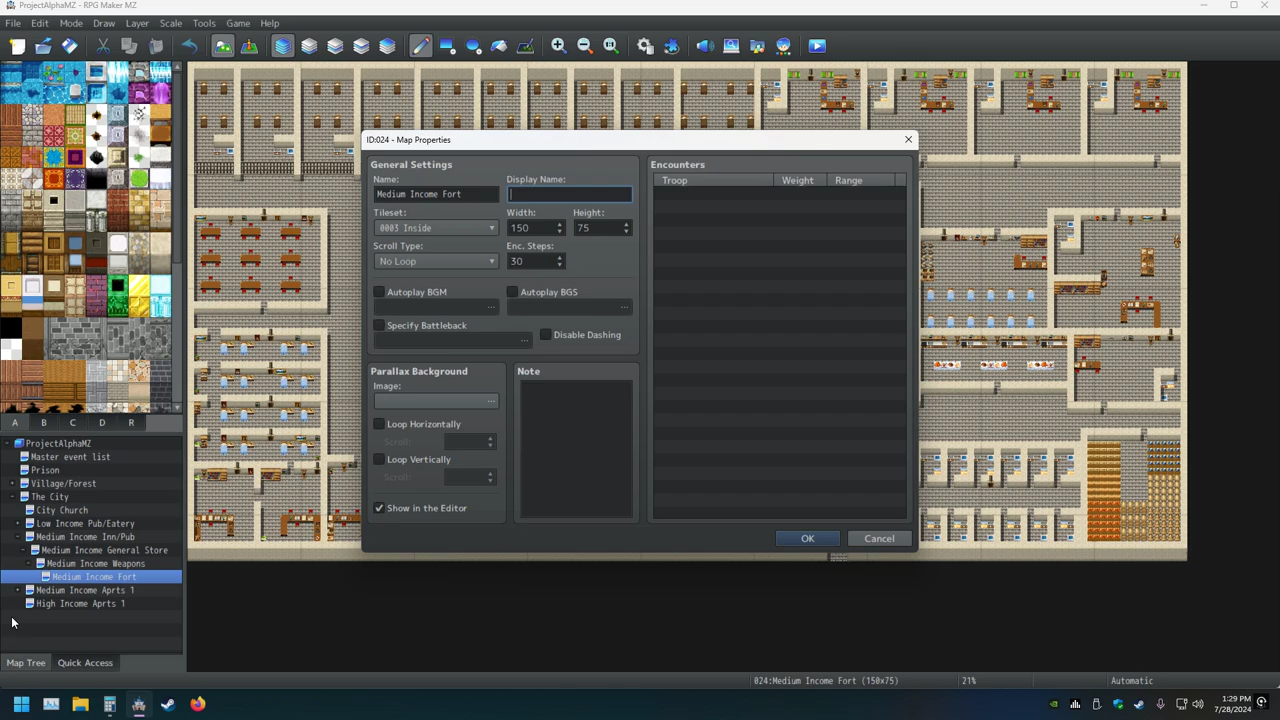 ProjectAlphaMZ - RPG Maker MZ
File Edit Mode Draw Layer Scale Tools Game Help
ID:024 - Map Properties
General Settings
Name:
Display Name:
Medium Income Fort
Tileset:
Width:
Height:
0003 Inside
150
75
Scroll Type:
Enc. Steps:
No Loop
30
Autoplay BGM
Autoplay BGS
...
...
Specify Battleback
Disable Dashing
...
Parallax Background
Image:
...
Loop Horizontally
Scroll:
Loop Vertically
Show in the Editor
Note
Encounters
Troop Weight Range
OK
Cancel
A B C D R
ProjectAlphaMZ
Master event list
Prison
Village/Forest
The City
City Church
Low Income Pub/Eatery
Medium Income Inn/Pub
Medium Income General Store
Medium Income Weapons
Medium Income Fort
Medium Income Aprts 1
High Income Aprts 1
Map Tree
Quick Access
024:Medium Income Fort (150x75)
21%
Automatic
1:29 PM
7/28/2024